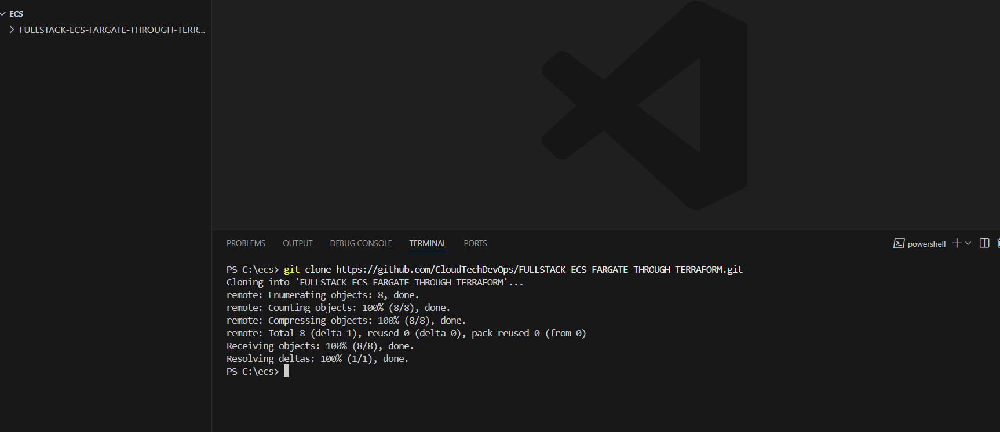 ECS
FULLSTACK-ECS-FARGATE-THROUGH-TERR...
PROBLEMS OUTPUT DEBUG CONSOLE TERMINAL PORTS
powershell
PS C:\ecs> git clone https://github.com/CloudTechDevOps/FULLSTACK-ECS-FARGATE-THROUGH-TERRAFORM.git
Cloning into 'FULLSTACK-ECS-FARGATE-THROUGH-TERRAFORM'...
remote: Enumerating objects: 8, done.
remote: Counting objects: 100% (8/8), done.
remote: Compressing objects: 100% (8/8), done.
remote: Total 8 (delta 1), reused 0 (delta 0), pack-reused 0 (from 0)
Receiving objects: 100% (8/8), done.
Resolving deltas: 100% (1/1), done.
PS C:\ecs>